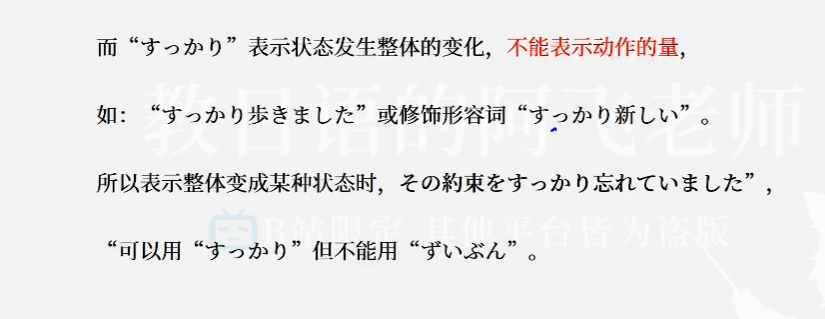 而“すっかり”表示状态发生整体的变化，不能表示动作的量，
如：“すっかり歩きました”或修饰形容词“すっかり新しい”。
所以表示整体变成某种状态时，その約束をすっかり忘れていました”，
“可以用“すっかり”但不能用“ずいぶん”。
教日语的阿飞老师
B站限定 其他平台皆为盗版